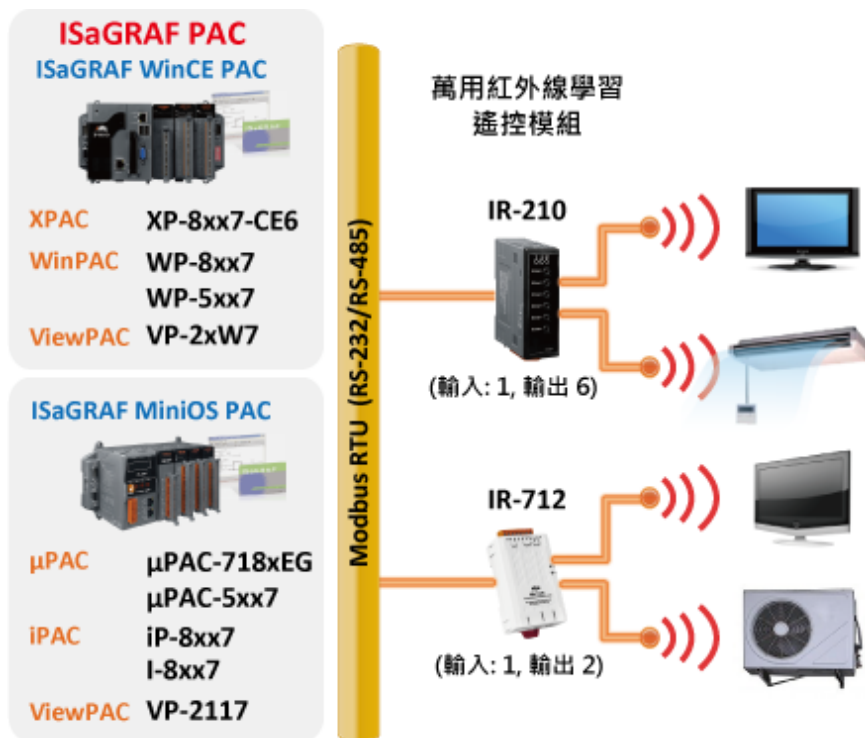 ISaGRAF PAC
ISaGRAF WinCE PAC
XPAC XP-8xx7-CE6
WinPAC WP-8xx7
WP-5xx7
ViewPAC VP-2xW7
ISaGRAF MiniOS PAC
μPAC μPAC-718xEG
μPAC-5xx7
iPAC iP-8xx7
I-8xx7
ViewPAC VP-2117
Modbus RTU (RS-232/RS-485)
萬用紅外線學習
遙控模組
IR-210
(輸入: 1, 輸出 6)
IR-712
(輸入: 1, 輸出 2)